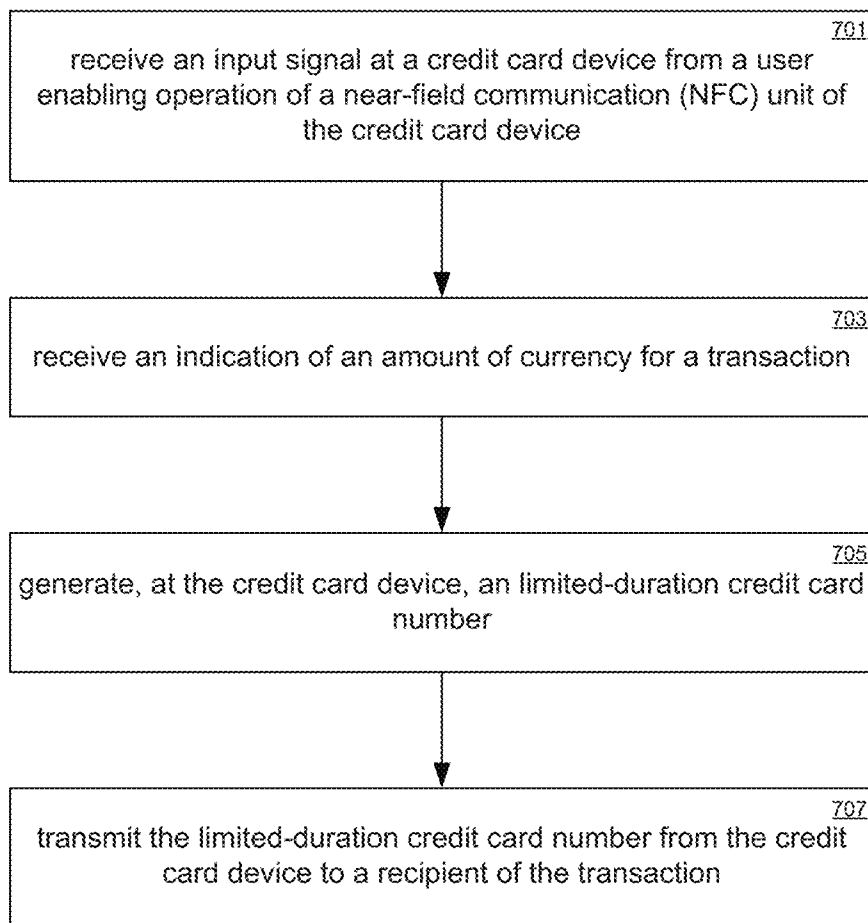 701
receive an input signal at a credit card device from a user
enabling operation of a near-field communication (NFC) unit of
the credit card device
703
receive an indication of an amount of currency for a transaction
705
generate, at the credit card device, an limited-duration credit card
number
707
transmit the limited-duration credit card number from the credit
card device to a recipient of the transaction